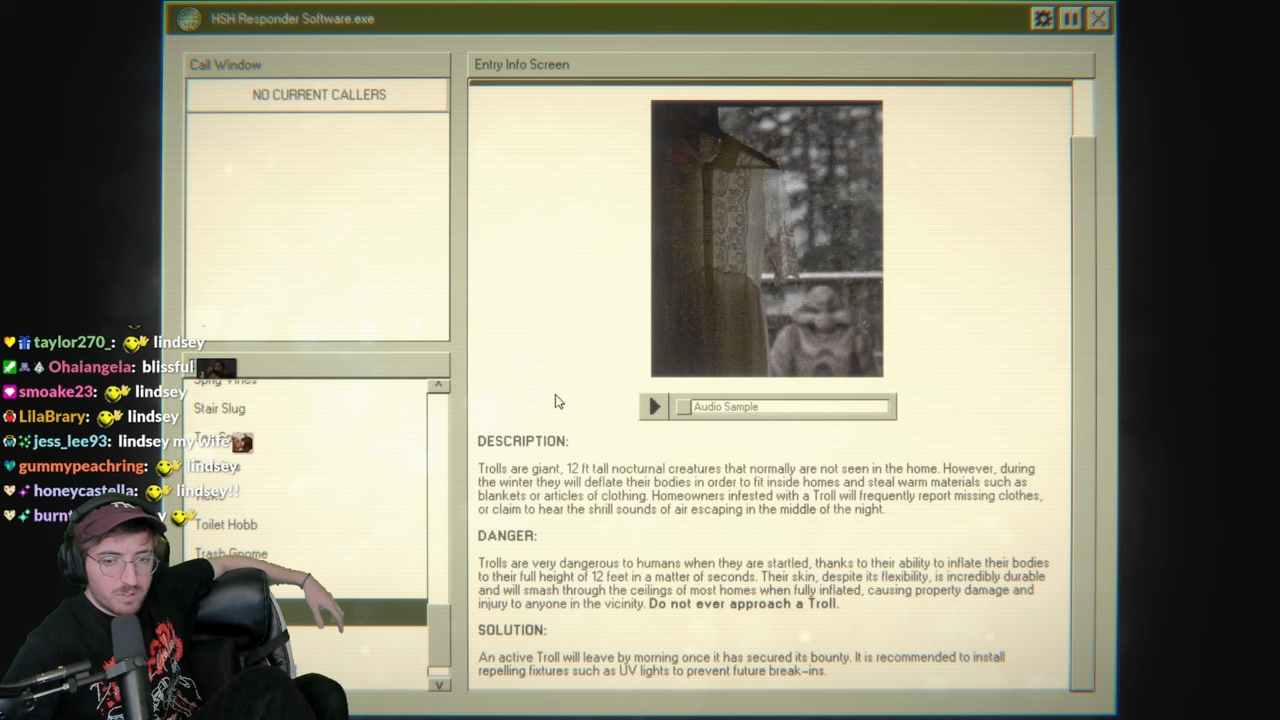 HSH Responder Software.exe
Call Window
NO CURRENT CALLERS
Entry Info Screen
Audio Sample
DESCRIPTION:
Trolls are giant, 12 ft tall nocturnal creatures that normally are not seen in the home. However, during
the winter they will deflate their bodies in order to fit inside homes and steal warm materials such as
blankets or articles of clothing. Homeowners infested with a Troll will frequently report missing clothes,
or claim to hear the shrill sounds of air escaping in the middle of the night.
DANGER:
Trolls are very dangerous to humans when they are startled, thanks to their ability to inflate their bodies
to their full height of 12 feet in a matter of seconds. Their skin, despite its flexibility, is incredibly durable
and will smash through the ceilings of most homes when fully inflated, causing property damage and
injury to anyone in the vicinity. Do not ever approach a Troll.
SOLUTION:
An active Troll will leave by morning once it has secured its bounty. It is recommended to install
repelling fixtures such as UV lights to prevent future break-ins.
Stair Slug
Toilet Hobb
Trash Gnome
taylor270_: lindsey
Ohaiangela: blissful
smoake23: lindsey
LilaBrary: lindsey
jess_lee93: lindsey my wife
gummypeachring: lindsey
honeycastella: lindsey!!